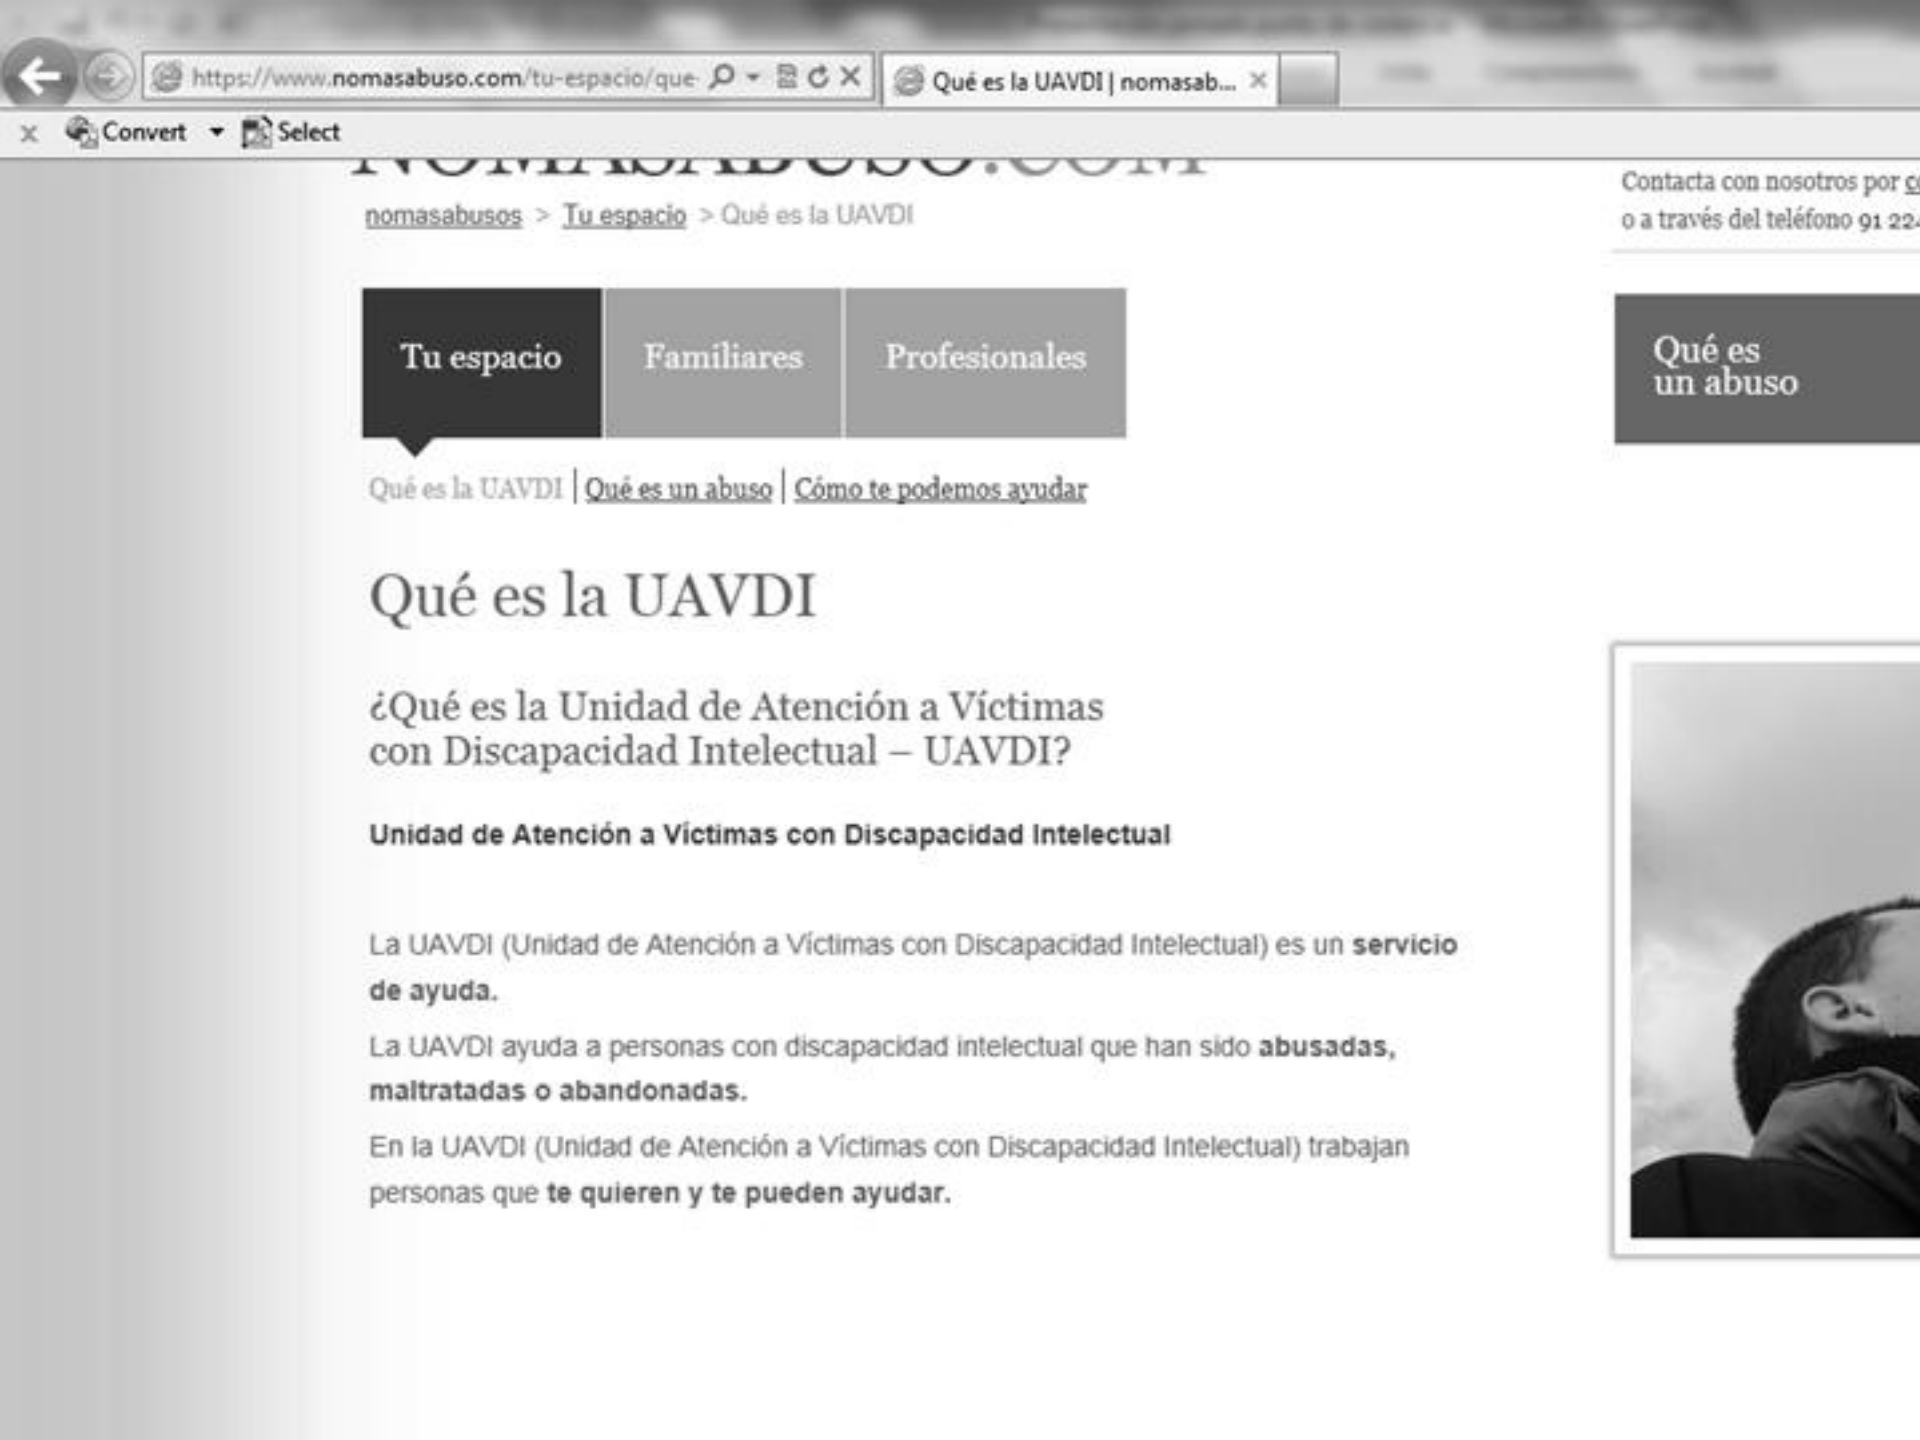 https://www.nomasabuso.com/tu-espacio/que-
Qué es la UAVDI | nomasab...
Convert
Select
NOMASABUSO.COM
nomasabusos > Tu espacio > Qué es la UAVDI
Contacta con nosotros por
o a través del teléfono 91 22
Tu espacio
Familiares
Profesionales
Qué es
un abuso
Qué es la UAVDI | Qué es un abuso | Cómo te podemos ayudar
Qué es la UAVDI
¿Qué es la Unidad de Atención a Víctimas
con Discapacidad Intelectual – UAVDI?
Unidad de Atención a Víctimas con Discapacidad Intelectual
La UAVDI (Unidad de Atención a Víctimas con Discapacidad Intelectual) es un servicio
de ayuda.
La UAVDI ayuda a personas con discapacidad intelectual que han sido abusadas,
maltratadas o abandonadas.
En la UAVDI (Unidad de Atención a Víctimas con Discapacidad Intelectual) trabajan
personas que te quieren y te pueden ayudar.